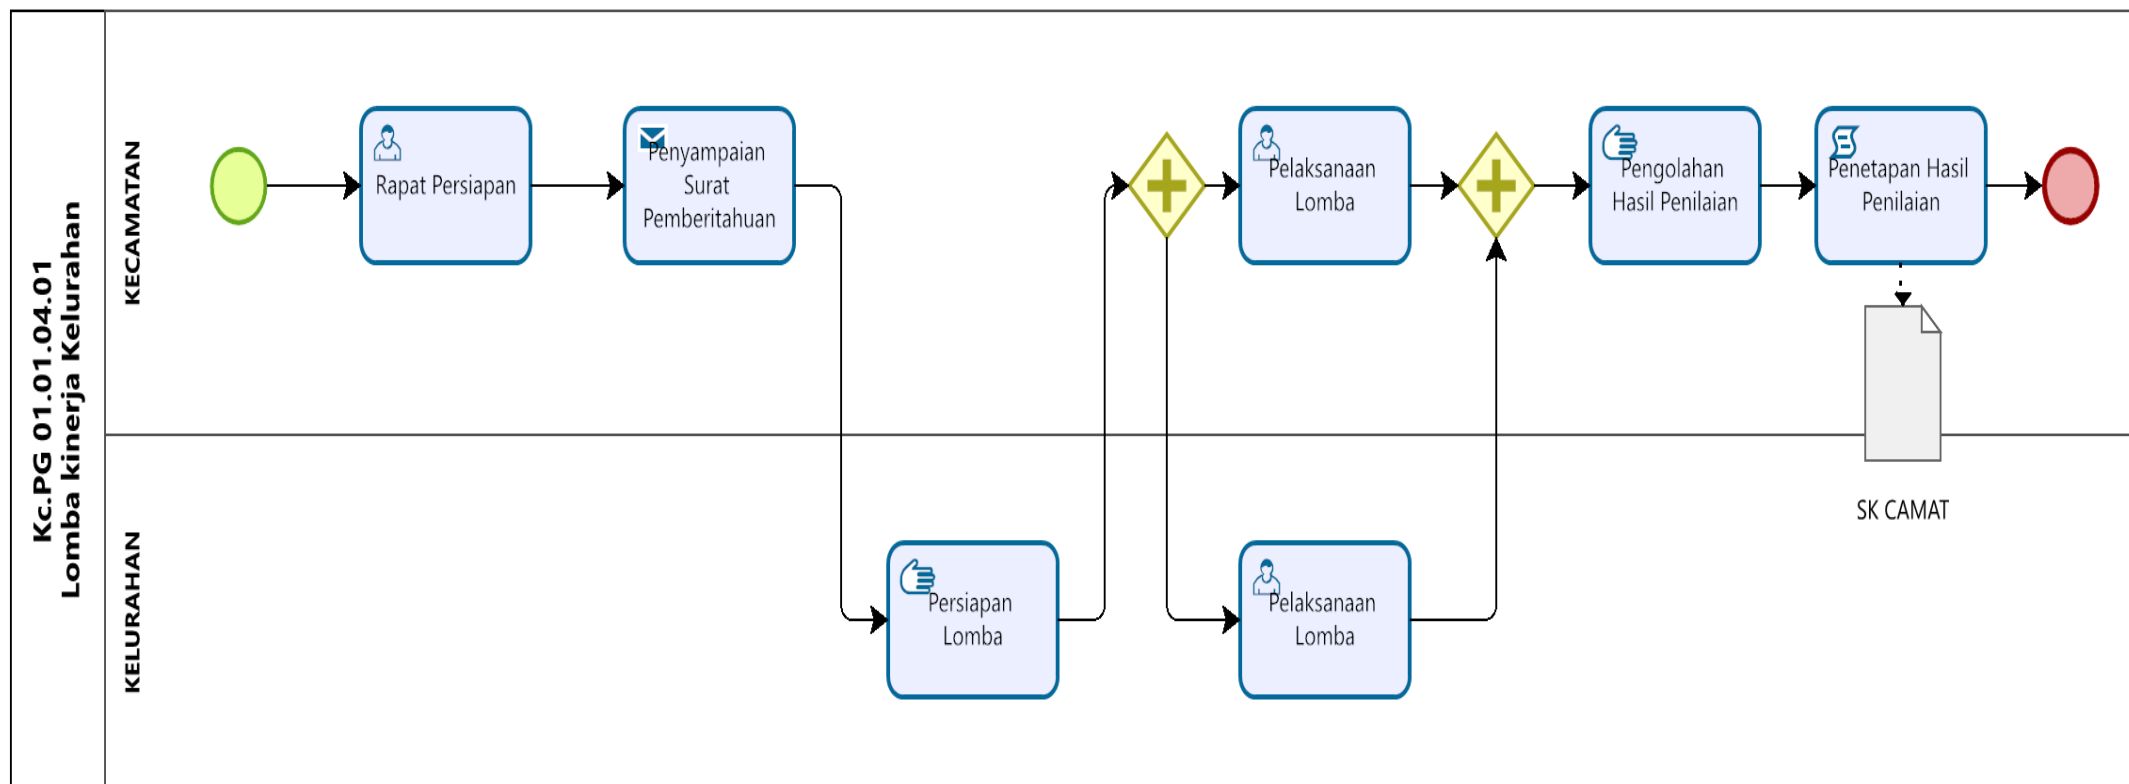 Kc.PG 01.01.04.01
Lomba kinerja Kelurahan
KECAMATAN
Rapat Persiapan
Penyampaian
Surat
Pemberitahuan
Pelaksanaan
Lomba
Pengolahan
Hasil Penilaian
Penetapan Hasil
Penilaian
SK CAMAT
KELURAHAN
Persiapan
Lomba
Pelaksanaan
Lomba